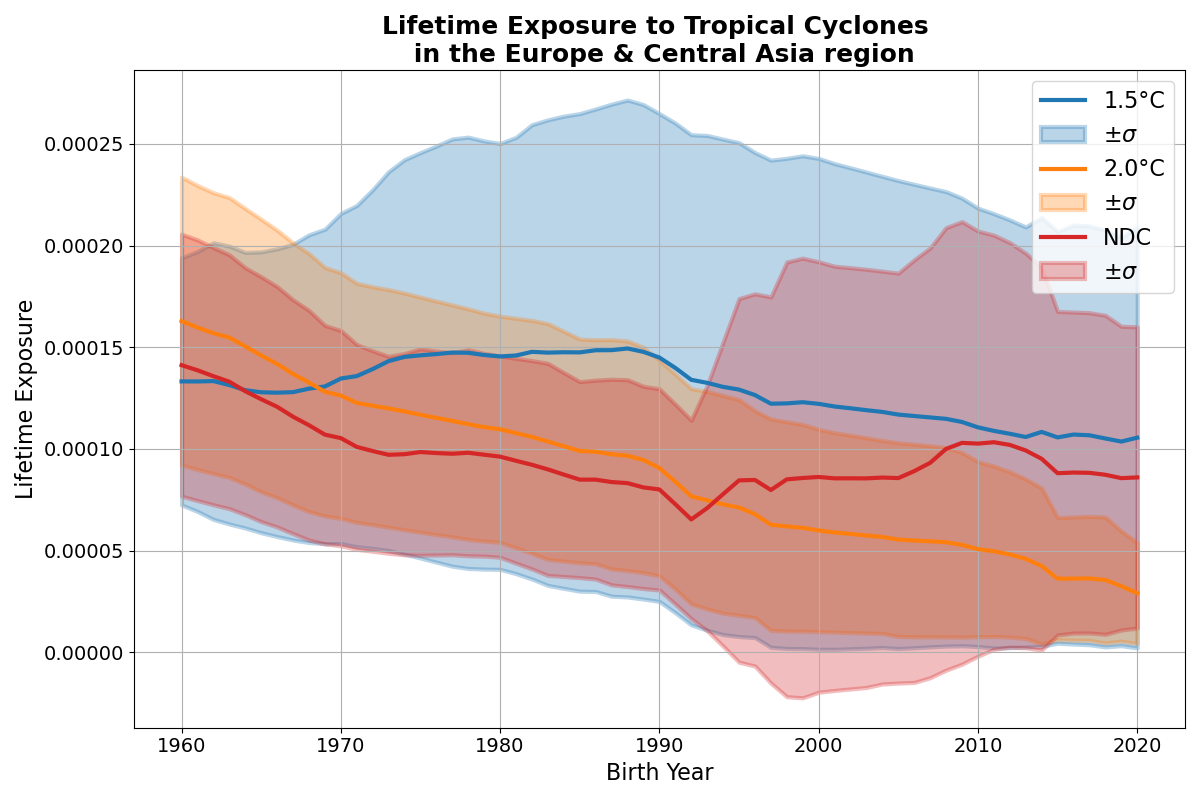 Lifetime Exposure to Tropical Cyclones
in the Europe & Central Asia region
1.5°C
±σ
2.0°C
±σ
NDC
±σ
Lifetime Exposure
0.00025
0.00020
0.00015
0.00010
0.00005
0.00000
1960 1970 1980 1990 2000 2010 2020
Birth Year